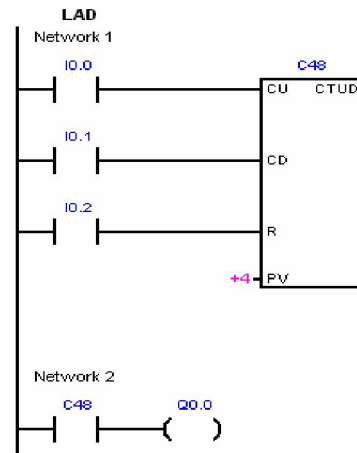 LAD
Network 1
I0.0
C48
CU CTUD
I0.1
CD
I0.2
R
+4 PV
Network 2
C48 Q0.0